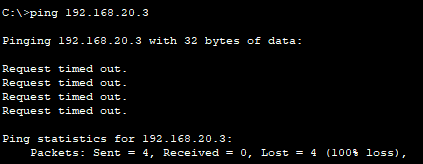 C:\>ping 192.168.20.3
Pinging 192.168.20.3 with 32 bytes of data:
Request timed out.
Request timed out.
Request timed out.
Request timed out.
Ping statistics for 192.168.20.3:
Packets: Sent = 4, Received = 0, Lost = 4 (100% loss),